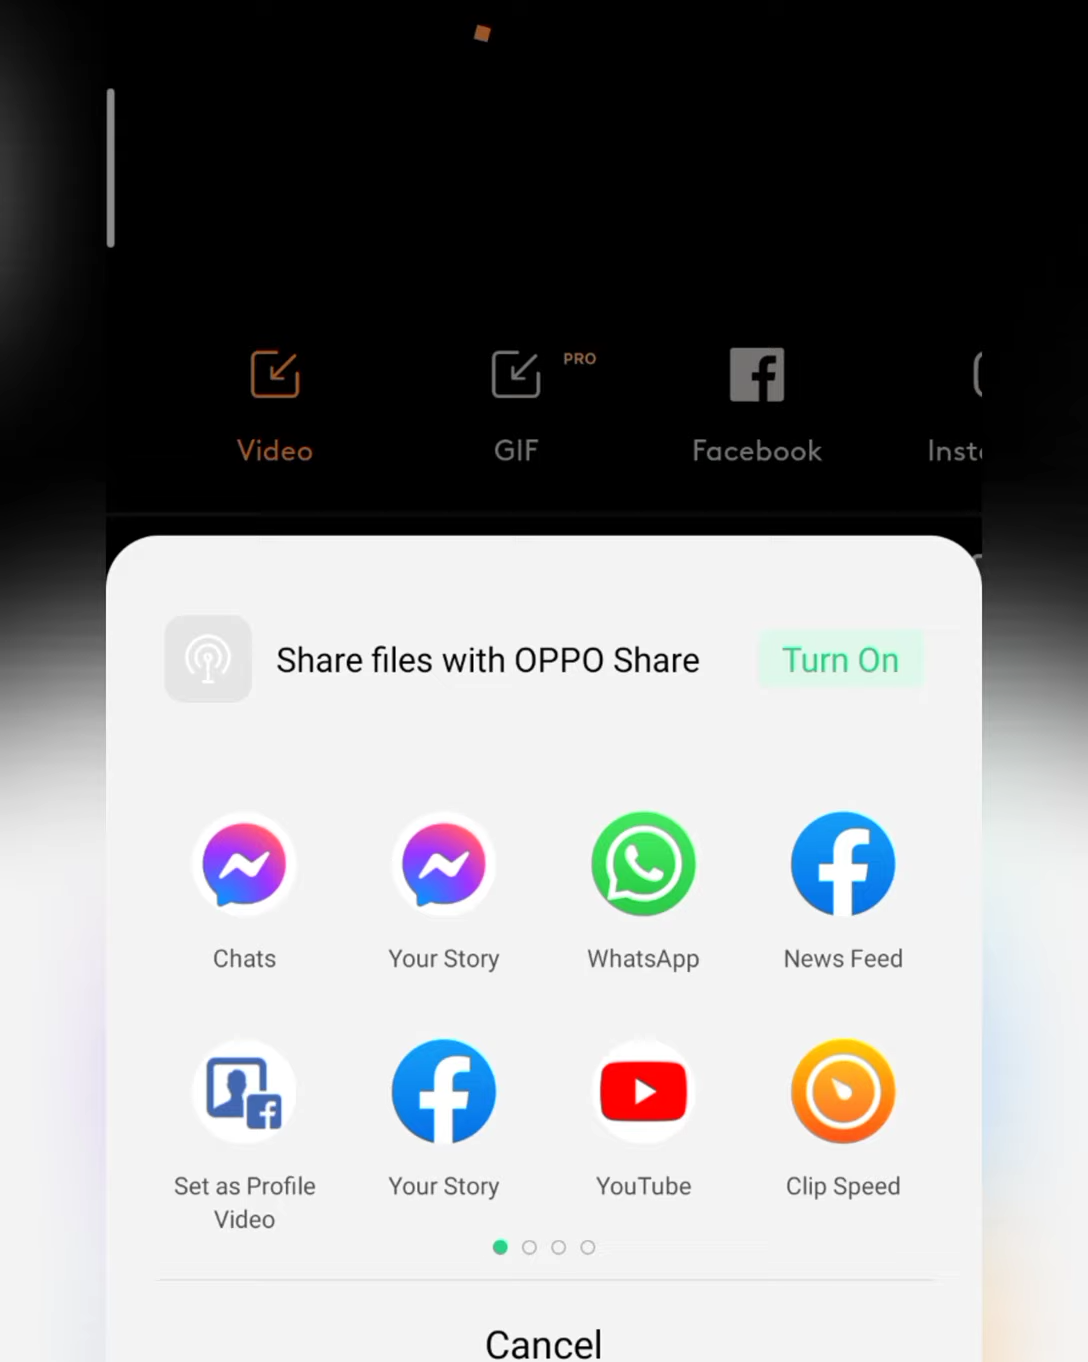 PRO
Video GIF Facebook Inst
Share files with OPPO Share Turn On
Chats Your Story WhatsApp News Feed
Set as Profile Your Story YouTube Clip Speed
Video
Cancel